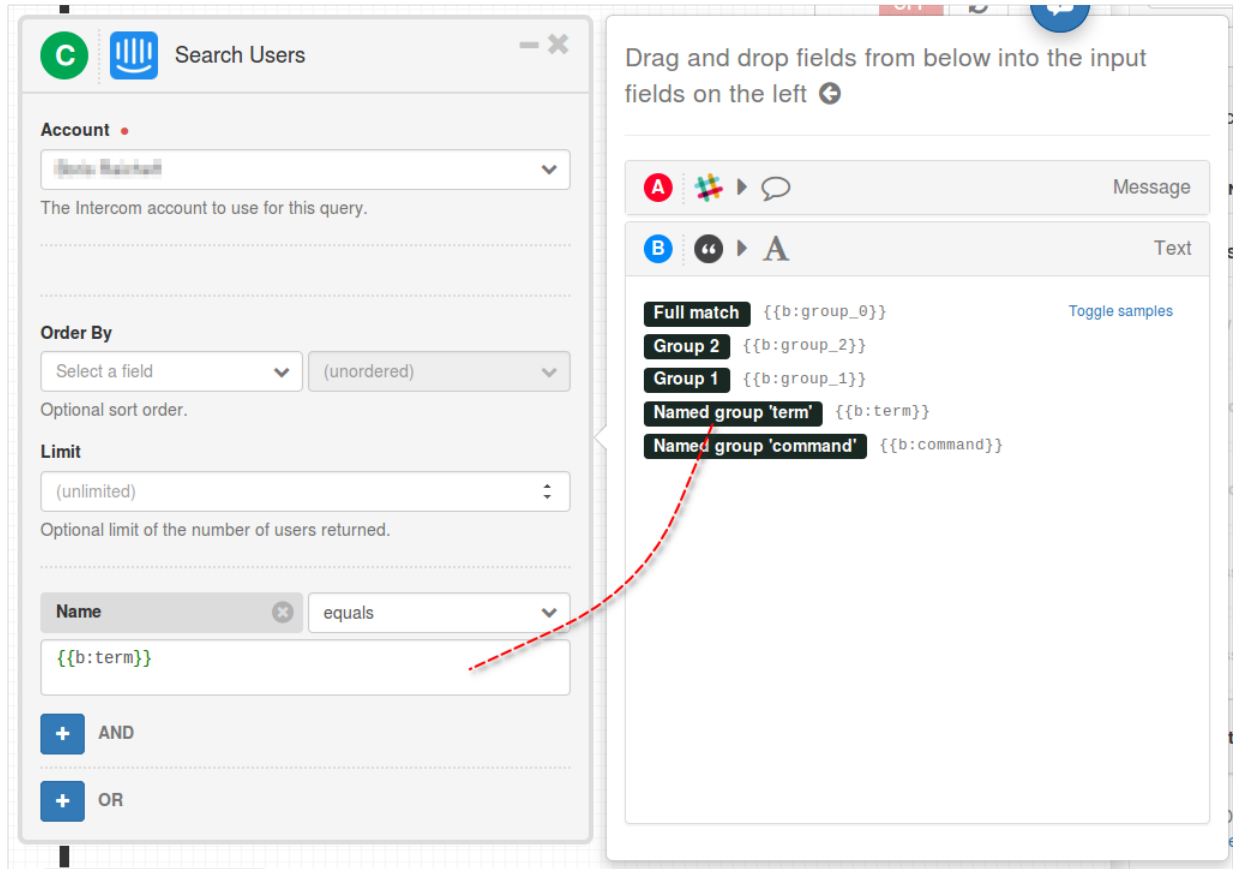 C Search Users
Account
The Intercom account to use for this query.
Order By
Select a field (unordered)
Optional sort order.
Limit
(unlimited)
Optional limit of the number of users returned.
Name equals
{{b:term}}
+ AND
+ OR
Drag and drop fields from below into the input
fields on the left
A Message
B “ A Text
Full match {{b:group_0}} Toggle samples
Group 2 {{b:group_2}}
Group 1 {{b:group_1}}
Named group 'term' {{b:term}}
Named group 'command' {{b:command}}